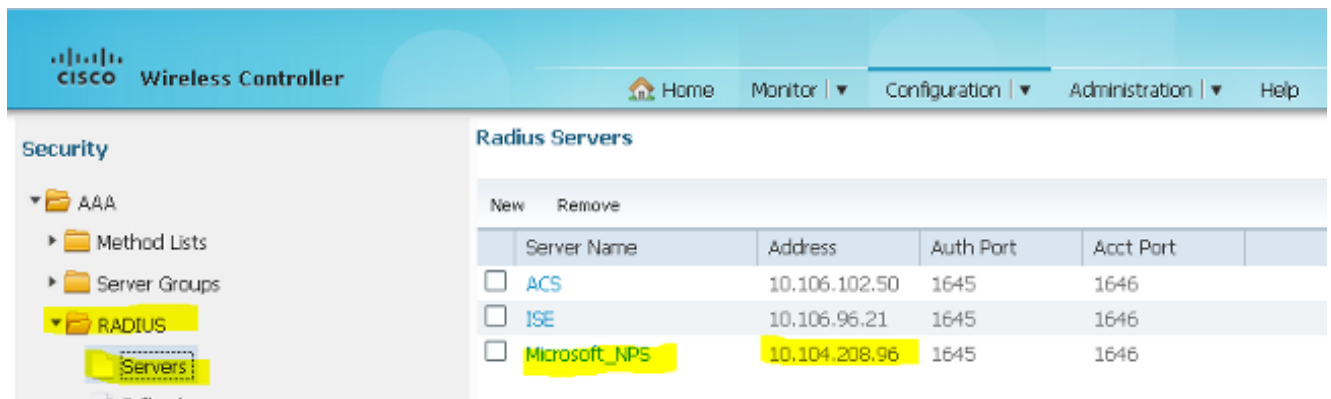 CISCO Wireless Controller
Home Monitor Configuration Administration Help
Security
AAA
Method Lists
Server Groups
RADIUS
Servers
Radius Servers
New Remove
Server Name Address Auth Port Acct Port
ACS 10.106.102.50 1645 1646
ISE 10.106.96.21 1645 1646
Microsoft_NPS 10.104.208.96 1645 1646